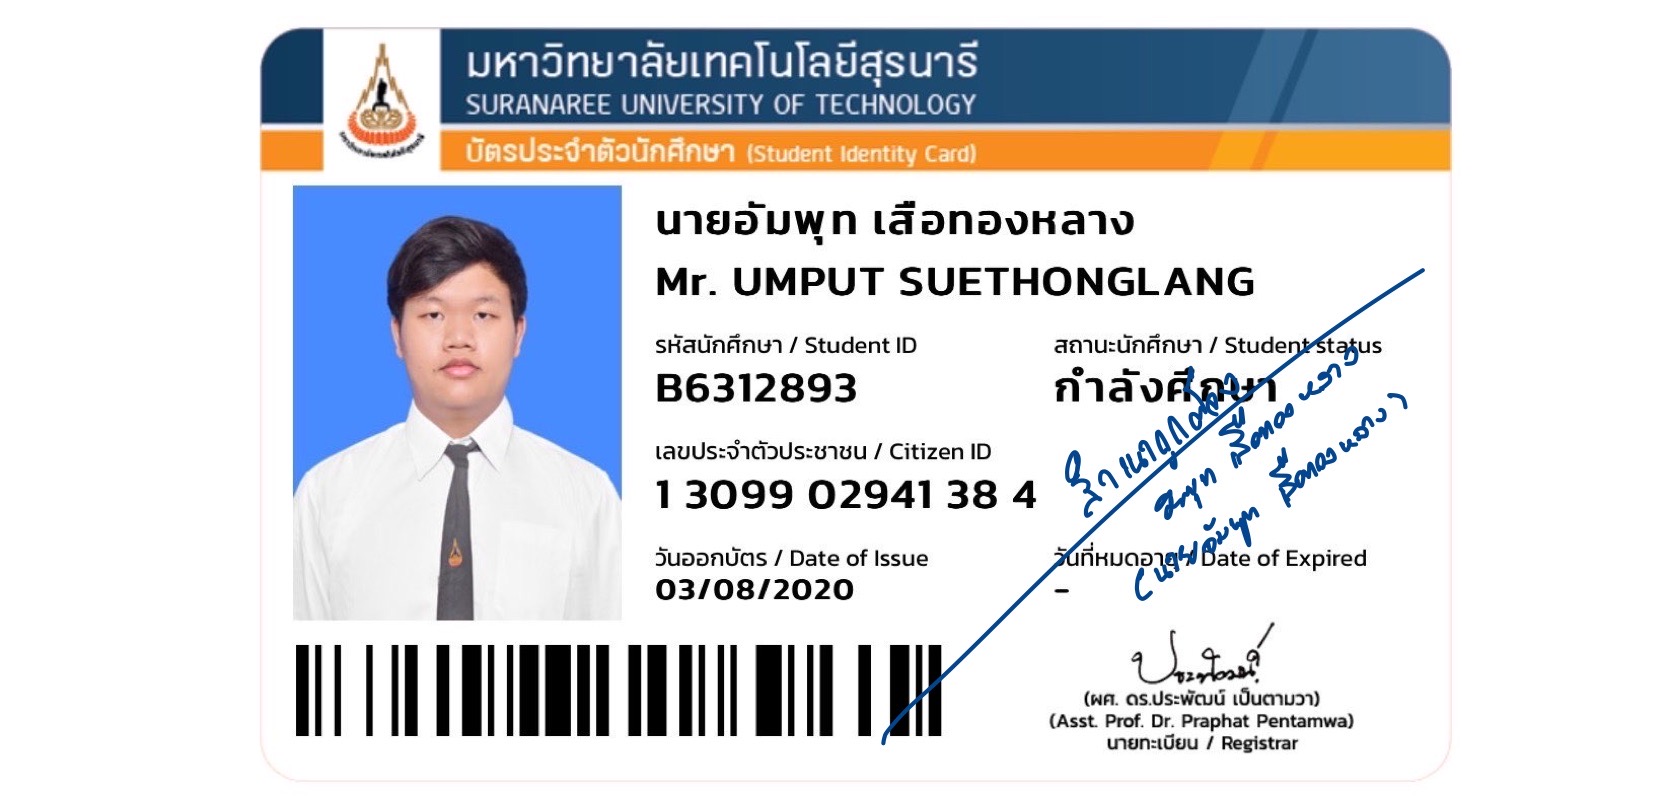 มหาวิทยาลัยเทคโนโลยีสุรนารี
SURANAREE UNIVERSITY OF TECHNOLOGY
บัตรประจำตัวนักศึกษา (Student Identity Card)
นายอัมพุท เสือทองหลาง
Mr. UMPUT SUETHONGLANG
รหัสนักศึกษา / Student ID
B6312893
สถานะนักศึกษา / Student status
กำลังศึกษา
เลขประจำตัวประชาชน / Citizen ID
1 3099 02941 38 4
สำเนาถูกต้อง
อัมพุท เสือทองหลาง
(นายอัมพุท เสือทองหลาง)
วันออกบัตร / Date of Issue
03/08/2020
วันที่หมดอายุ / Date of Expired
-
(ผศ. ดร.ประพัฒน์ เป็นตามวา)
(Asst. Prof. Dr. Praphat Pentamwa)
นายทะเบียน / Registrar